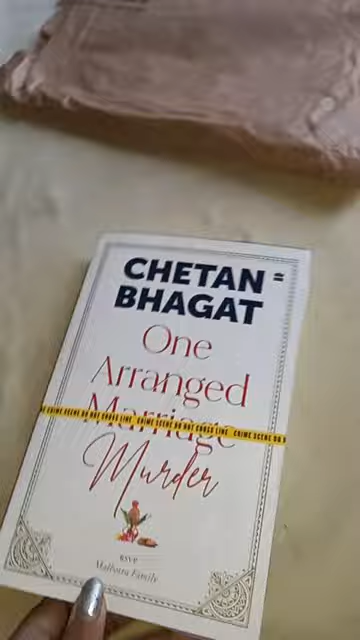 CHETAN
BHAGAT
One
Arranged
Marriage
CRIME SCENE DO NOT CROSS LINE CRIME SCENE DO NOT CROSS LINE CRIME SCENE DO N
Murder
RSVP
Malhotra Family